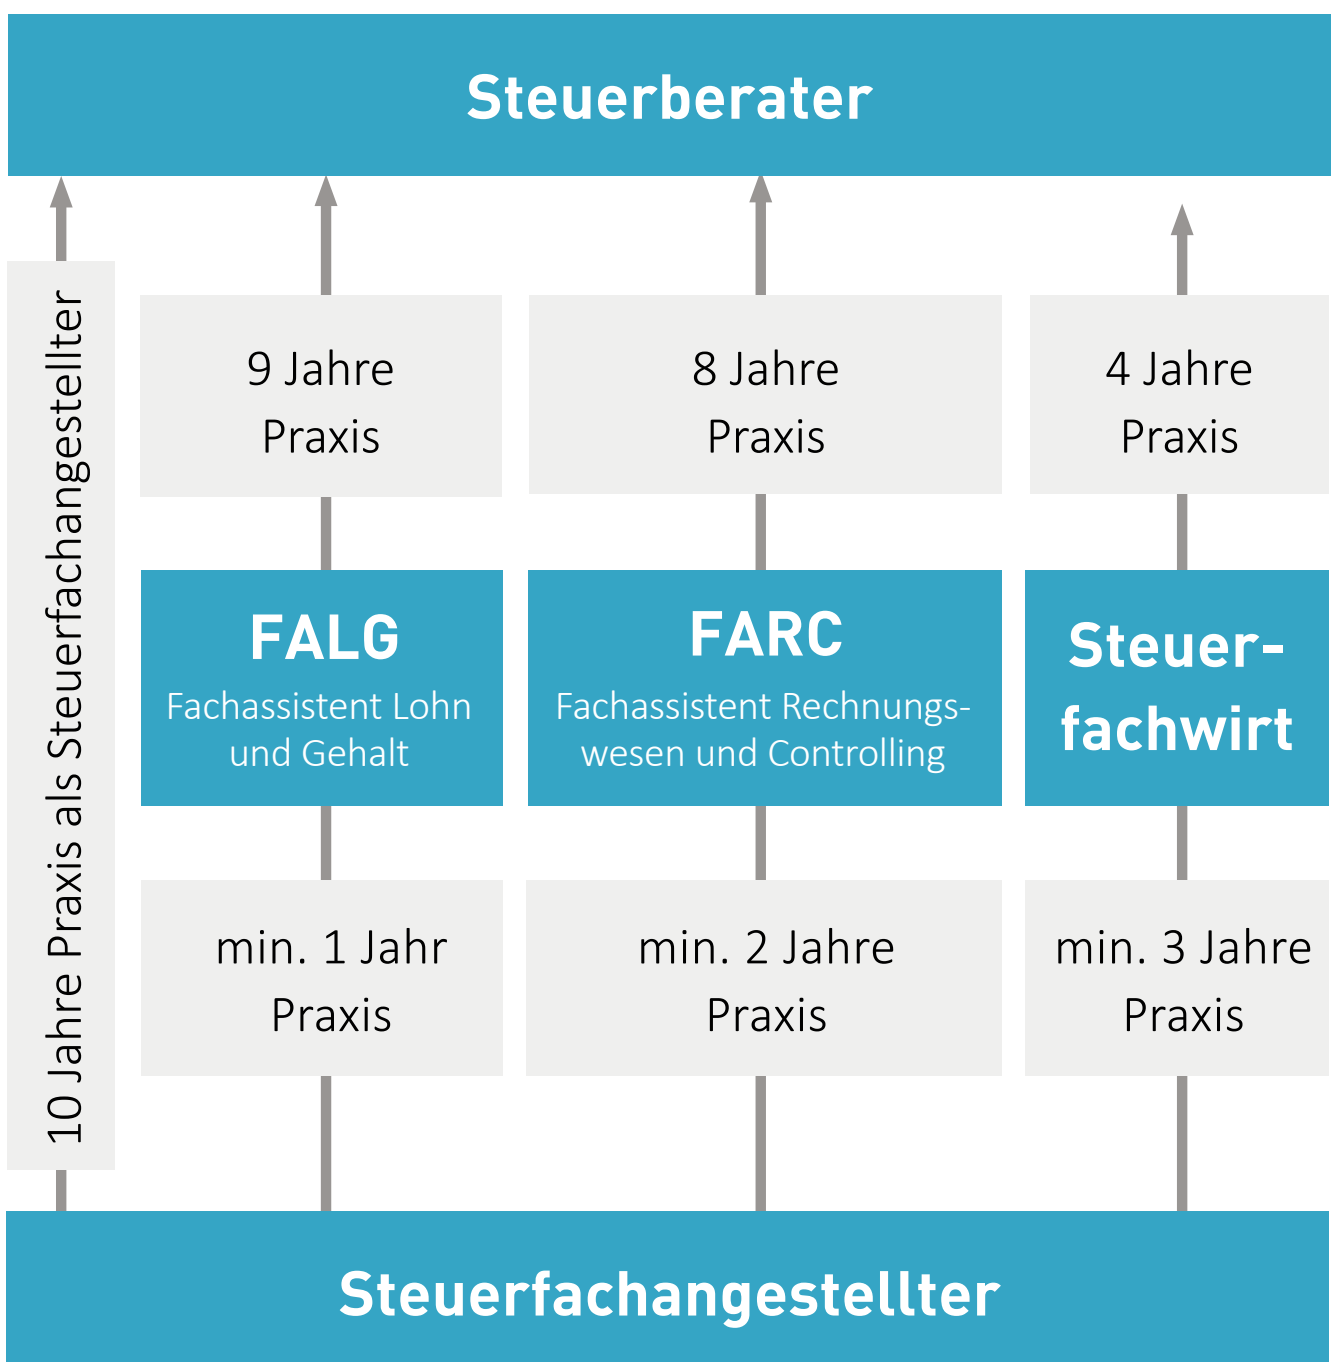 Steuerberater
10 Jahre Praxis als Steuerfachangestellter
9 Jahre
Praxis
8 Jahre
Praxis
4 Jahre
Praxis
FALG
Fachassistent Lohn
und Gehalt
FARC
Fachassistent Rechnungs-
wesen und Controlling
Steuer-
fachwirt
min. 1 Jahr
Praxis
min. 2 Jahre
Praxis
min. 3 Jahre
Praxis
Steuerfachangestellter